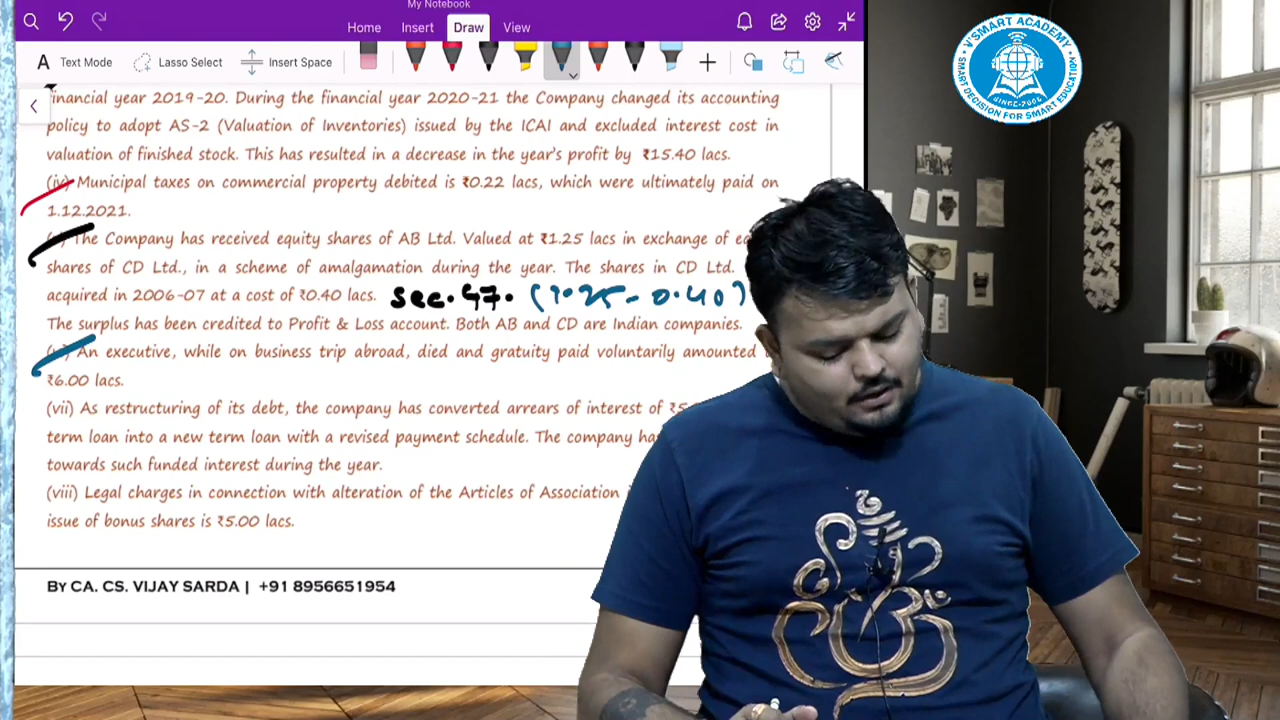 My Notebook
Home Insert Draw View
V'SMART ACADEMY
SMART DECISION FOR SMART EDUCATION
SINCE-2006
A Text Mode Lasso Select Insert Space
financial year 2019-20. During the financial year 2020-21 the Company changed its accounting
policy to adopt AS-2 (Valuation of Inventories) issued by the ICAI and excluded interest cost in
valuation of finished stock. This has resulted in a decrease in the year's profit by ₹15.40 lacs.
(iv) Municipal taxes on commercial property debited is ₹0.22 lacs, which were ultimately paid on
1.12.2021.
The Company has received equity shares of AB Ltd. Valued at ₹1.25 lacs in exchange of
shares of CD Ltd., in a scheme of amalgamation during the year. The shares in CD Ltd.
acquired in 2006-07 at a cost of ₹0.40 lacs. Sec. 47. (1.25 - 0.40)
The surplus has been credited to Profit & Loss account. Both AB and CD are Indian companies.
An executive, while on business trip abroad, died and gratuity paid voluntarily amounted
₹6.00 lacs.
(vii) As restructuring of its debt, the company has converted arrears of interest of
term loan into a new term loan with a revised payment schedule. The company
towards such funded interest during the year.
(viii) Legal charges in connection with alteration of the Articles of Association
issue of bonus shares is ₹5.00 lacs.
BY CA. CS. VIJAY SARDA | +91 8956651954